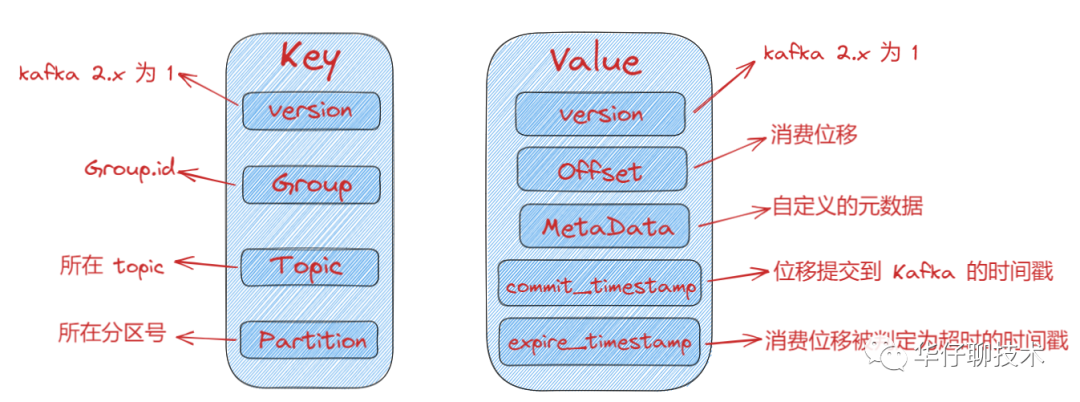 Key
kafka 2.x 为 1
version
Group.id
Group
所在 topic
Topic
所在分区号
Partition
Value
kafka 2.x 为 1
version
消费位移
Offset
自定义的元数据
MetaData
位移提交到 Kafka 的时间戳
commit_timestamp
消费位移被判定为超时的时间戳
expire_timestamp
华仔聊技术